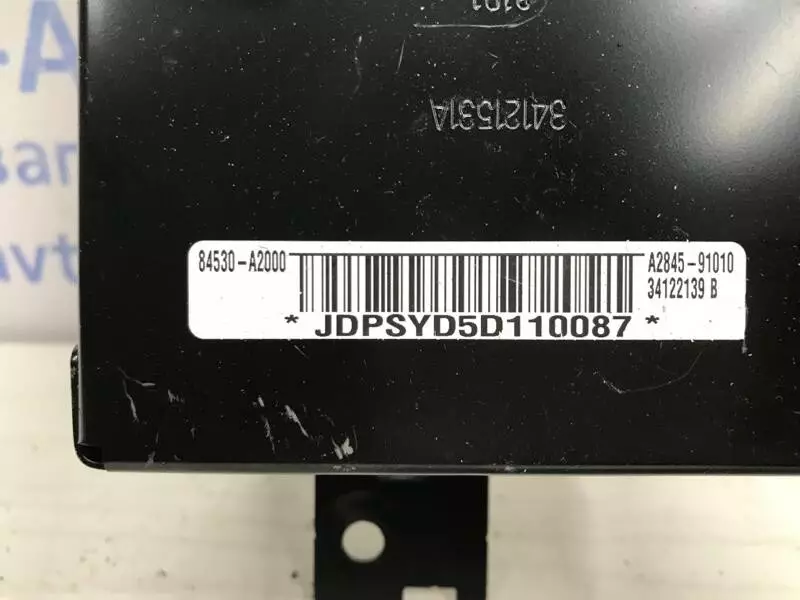 34121531A
84530-A2000
A2845-91010
34122139 B
* JDPSYD5D110087 *